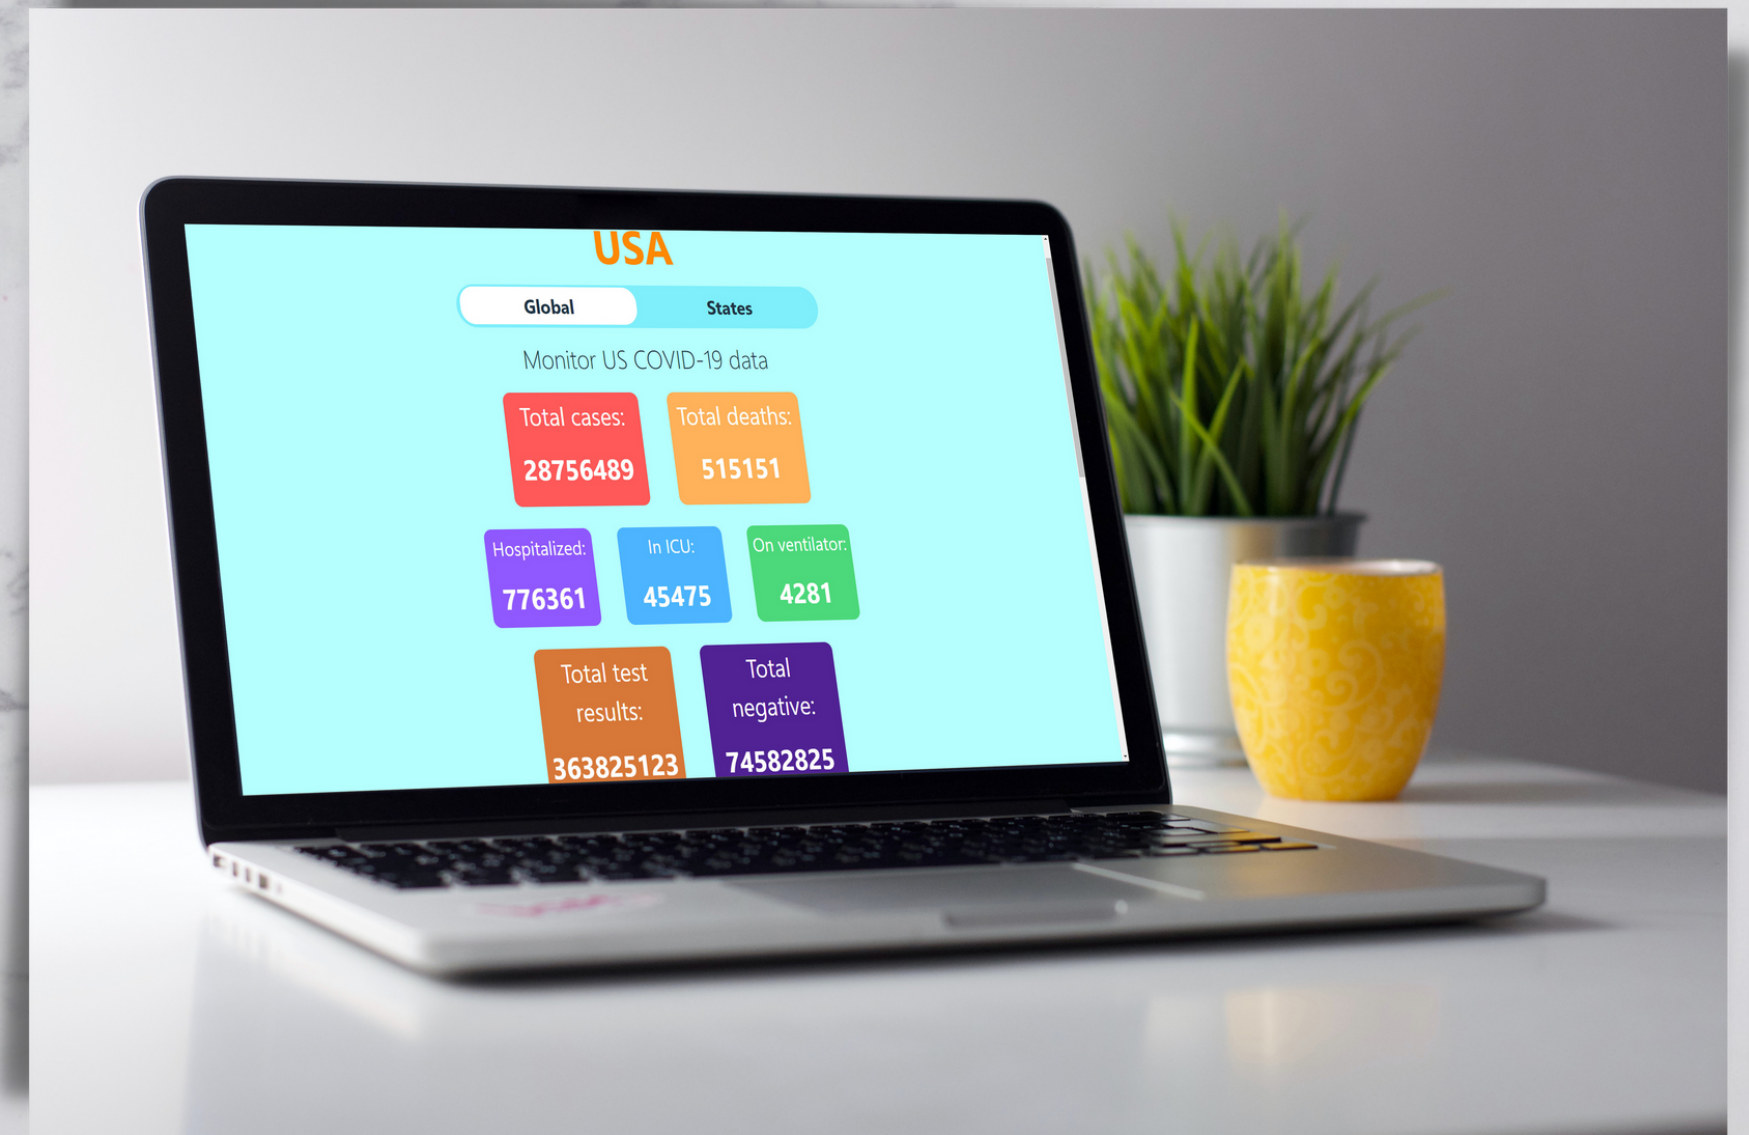 USA
Global States
Monitor US COVID-19 data
Total cases: Total deaths:
28756489 515151
Hospitalized: In ICU: On ventilator:
776361 45475 4281
Total test Total
results: negative:
363825123 74582825